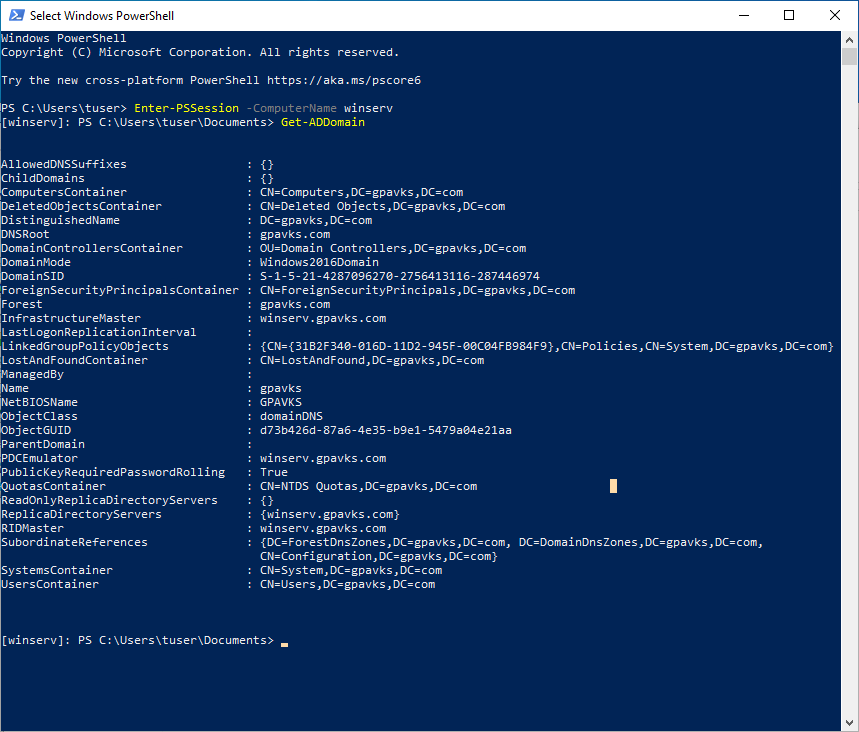 Select Windows PowerShell
Windows PowerShell
Copyright (C) Microsoft Corporation. All rights reserved.
Try the new cross-platform PowerShell https://aka.ms/pscore6
PS C:\Users\tuser> Enter-PSSession -ComputerName winserv
[winserv]: PS C:\Users\tuser\Documents> Get-ADDomain
AllowedDNSSuffixes                 : {}
ChildDomains                       : {}
ComputersContainer                 : CN=Computers,DC=gpavks,DC=com
DeletedObjectsContainer            : CN=Deleted Objects,DC=gpavks,DC=com
DistinguishedName                  : DC=gpavks,DC=com
DNSRoot                            : gpavks.com
DomainControllersContainer         : OU=Domain Controllers,DC=gpavks,DC=com
DomainMode                         : Windows2016Domain
DomainSID                          : S-1-5-21-4287096270-2756413116-287446974
ForeignSecurityPrincipalsContainer : CN=ForeignSecurityPrincipals,DC=gpavks,DC=com
Forest                             : gpavks.com
InfrastructureMaster               : winserv.gpavks.com
LastLogonReplicationInterval       :
LinkedGroupPolicyObjects           : {CN={31B2F340-016D-11D2-945F-00C04FB984F9},CN=Policies,CN=System,DC=gpavks,DC=com}
LostAndFoundContainer              : CN=LostAndFound,DC=gpavks,DC=com
ManagedBy                          :
Name                               : gpavks
NetBIOSName                        : GPAVKS
ObjectClass                        : domainDNS
ObjectGUID                         : d73b426d-87a6-4e35-b9e1-5479a04e21aa
ParentDomain                       :
PDCEmulator                        : winserv.gpavks.com
PublicKeyRequiredPasswordRolling   : True
QuotasContainer                    : CN=NTDS Quotas,DC=gpavks,DC=com
ReadOnlyReplicaDirectoryServers    : {}
ReplicaDirectoryServers            : {winserv.gpavks.com}
RIDMaster                          : winserv.gpavks.com
SubordinateReferences              : {DC=ForestDnsZones,DC=gpavks,DC=com, DC=DomainDnsZones,DC=gpavks,DC=com,
                                     CN=Configuration,DC=gpavks,DC=com}
SystemsContainer                   : CN=System,DC=gpavks,DC=com
UsersContainer                     : CN=Users,DC=gpavks,DC=com
[winserv]: PS C:\Users\tuser\Documents>